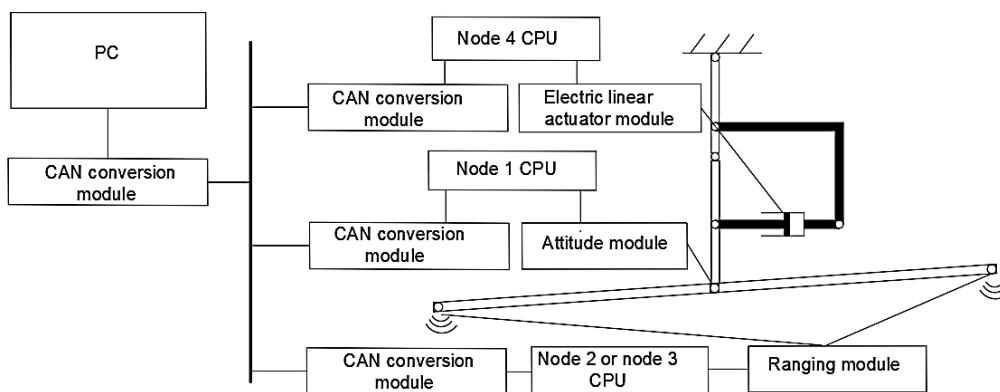 PC
Node 4 CPU
CAN conversion
module
Electric linear
actuator module
CAN conversion
module
Node 1 CPU
CAN conversion
module
Attitude module
CAN conversion
module
Node 2 or node 3
CPU
Ranging module